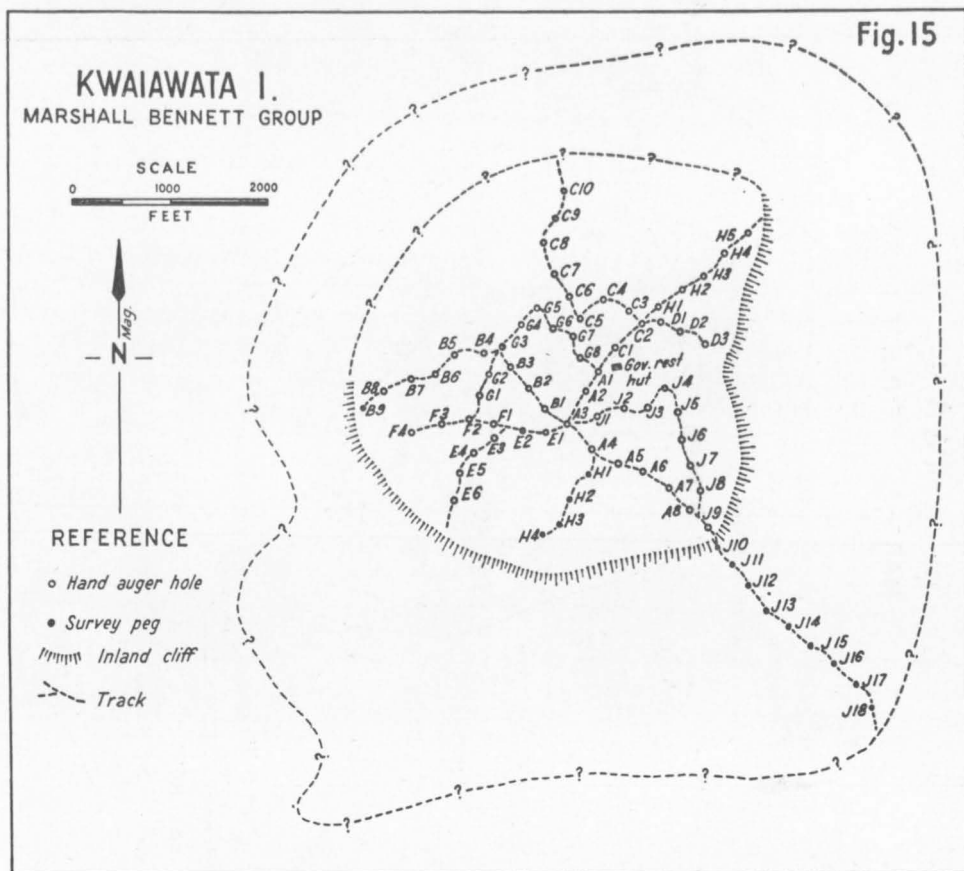 Fig. 15
KWAIAWATA I.
MARSHALL BENNETT GROUP
SCALE
0 1000 2000
FEET
Mag.
N
REFERENCE
Hand auger hole
Survey peg
Inland cliff
Track
? ? ? ? ? ? ? ? ? ? ? ? ? ? ? ? ? ? ? ? ? ? ?
C10
C9
C8
C7
C6
C5
C4
C3
C2
C1
H5
H4
H3
H2
H1
D1
D2
D3
G5
G4
G3
G6
G7
G8
G2
G1
Gov. rest
hut
B5
B4
B3
B2
B1
B6
B7
B8
B9
A1
A2
A3
J1
J2
J3
J4
J5
J6
J7
J8
J9
F4
F3
F2
F1
E1
E2
E3
E4
E5
E6
A4
A5
A6
A7
A8
H1
H2
H3
H4
J10
J11
J12
J13
J14
J15
J16
J17
J18